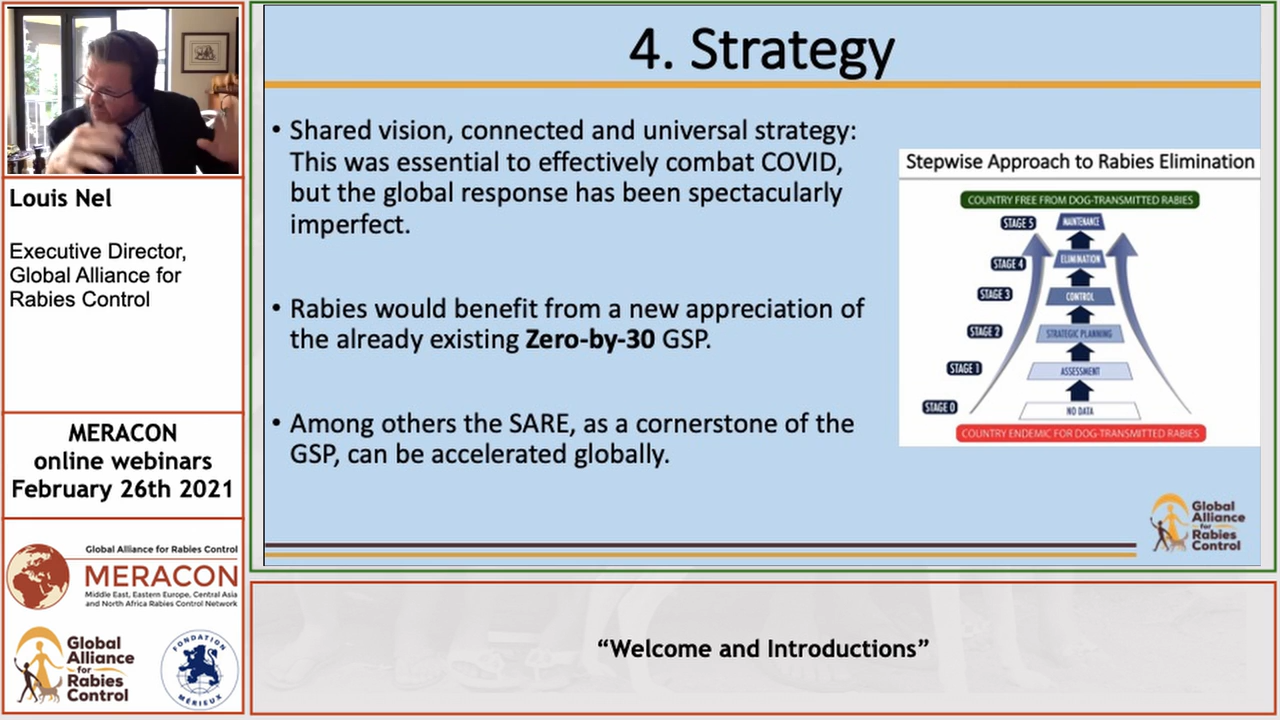 4. Strategy
• Shared vision, connected and universal strategy:
This was essential to effectively combat COVID,
but the global response has been spectacularly
imperfect.
• Rabies would benefit from a new appreciation of
the already existing Zero-by-30 GSP.
• Among others the SARE, as a cornerstone of the
GSP, can be accelerated globally.
Stepwise Approach to Rabies Elimination
COUNTRY FREE FROM DOG-TRANSMITTED RABIES
STAGE 5 MAINTENANCE
STAGE 4 ELIMINATION
STAGE 3 CONTROL
STAGE 2 STRATEGIC PLANNING
STAGE 1 ASSESSMENT
STAGE 0 NO DATA
COUNTRY ENDEMIC FOR DOG-TRANSMITTED RABIES
Global
Alliance
for
Rabies
Control
Louis Nel
Executive Director,
Global Alliance for
Rabies Control
MERACON
online webinars
February 26th 2021
Global Alliance for Rabies Control
MERACON
Middle East, Eastern Europe, Central Asia
and North Africa Rabies Control Network
Global
Alliance
for
Rabies
Control
FONDATION
MÉRIEUX
“Welcome and Introductions”